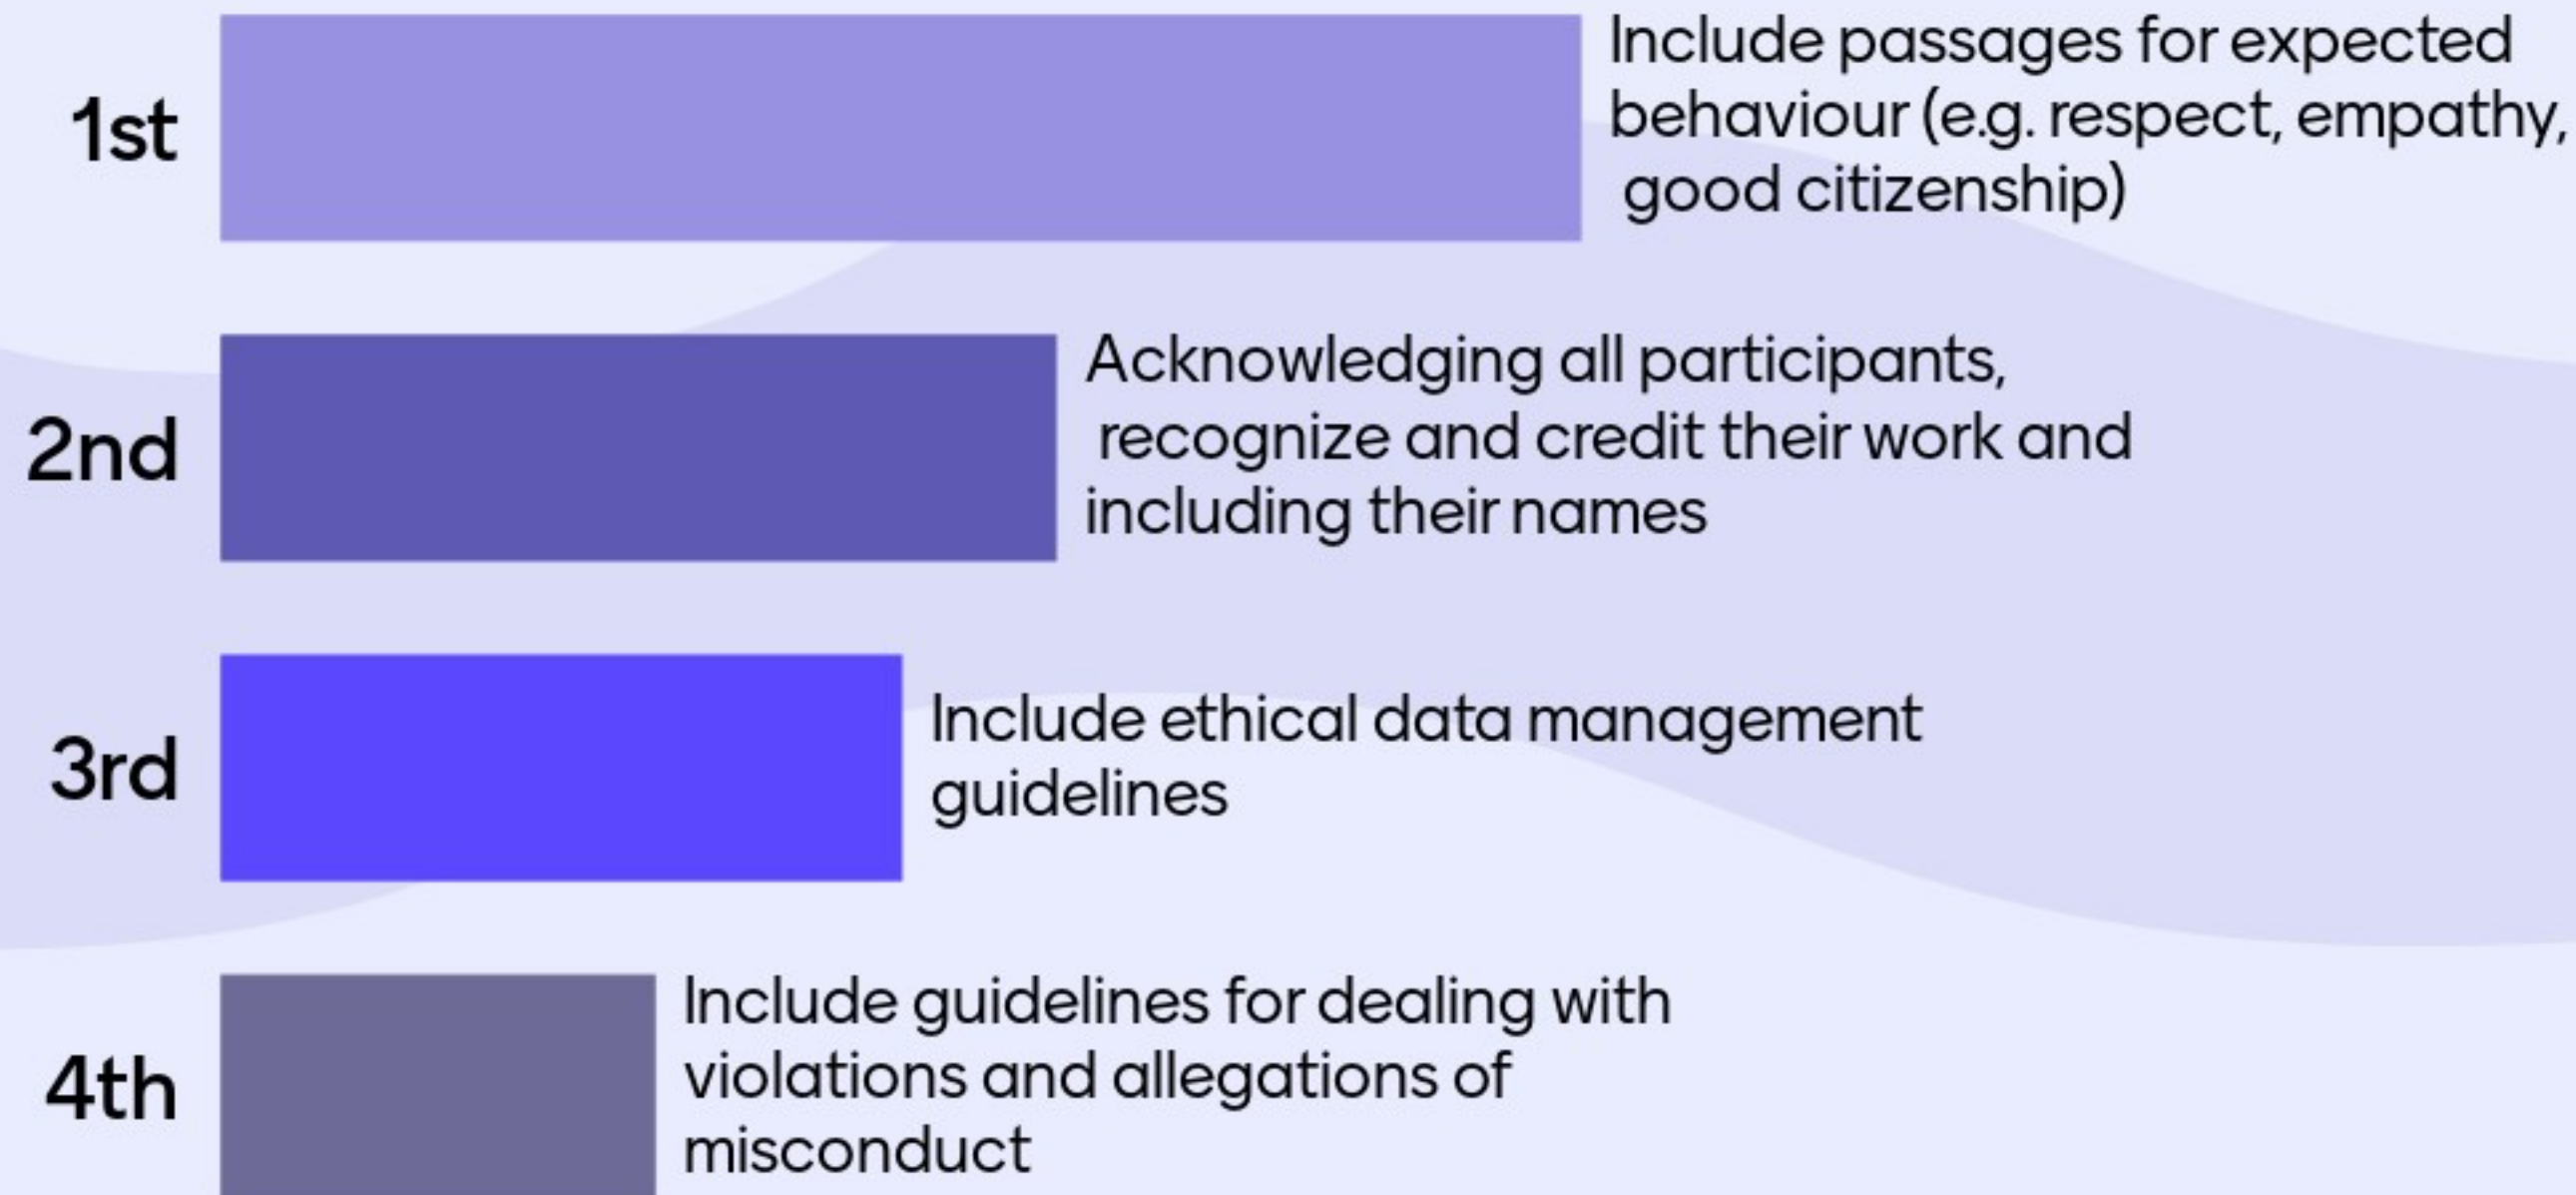 1st
Include passages for expected
behaviour (e.g. respect, empathy,
good citizenship)
2nd
Acknowledging all participants,
recognize and credit their work and
including their names
3rd
Include ethical data management
guidelines
4th
Include guidelines for dealing with
violations and allegations of
misconduct